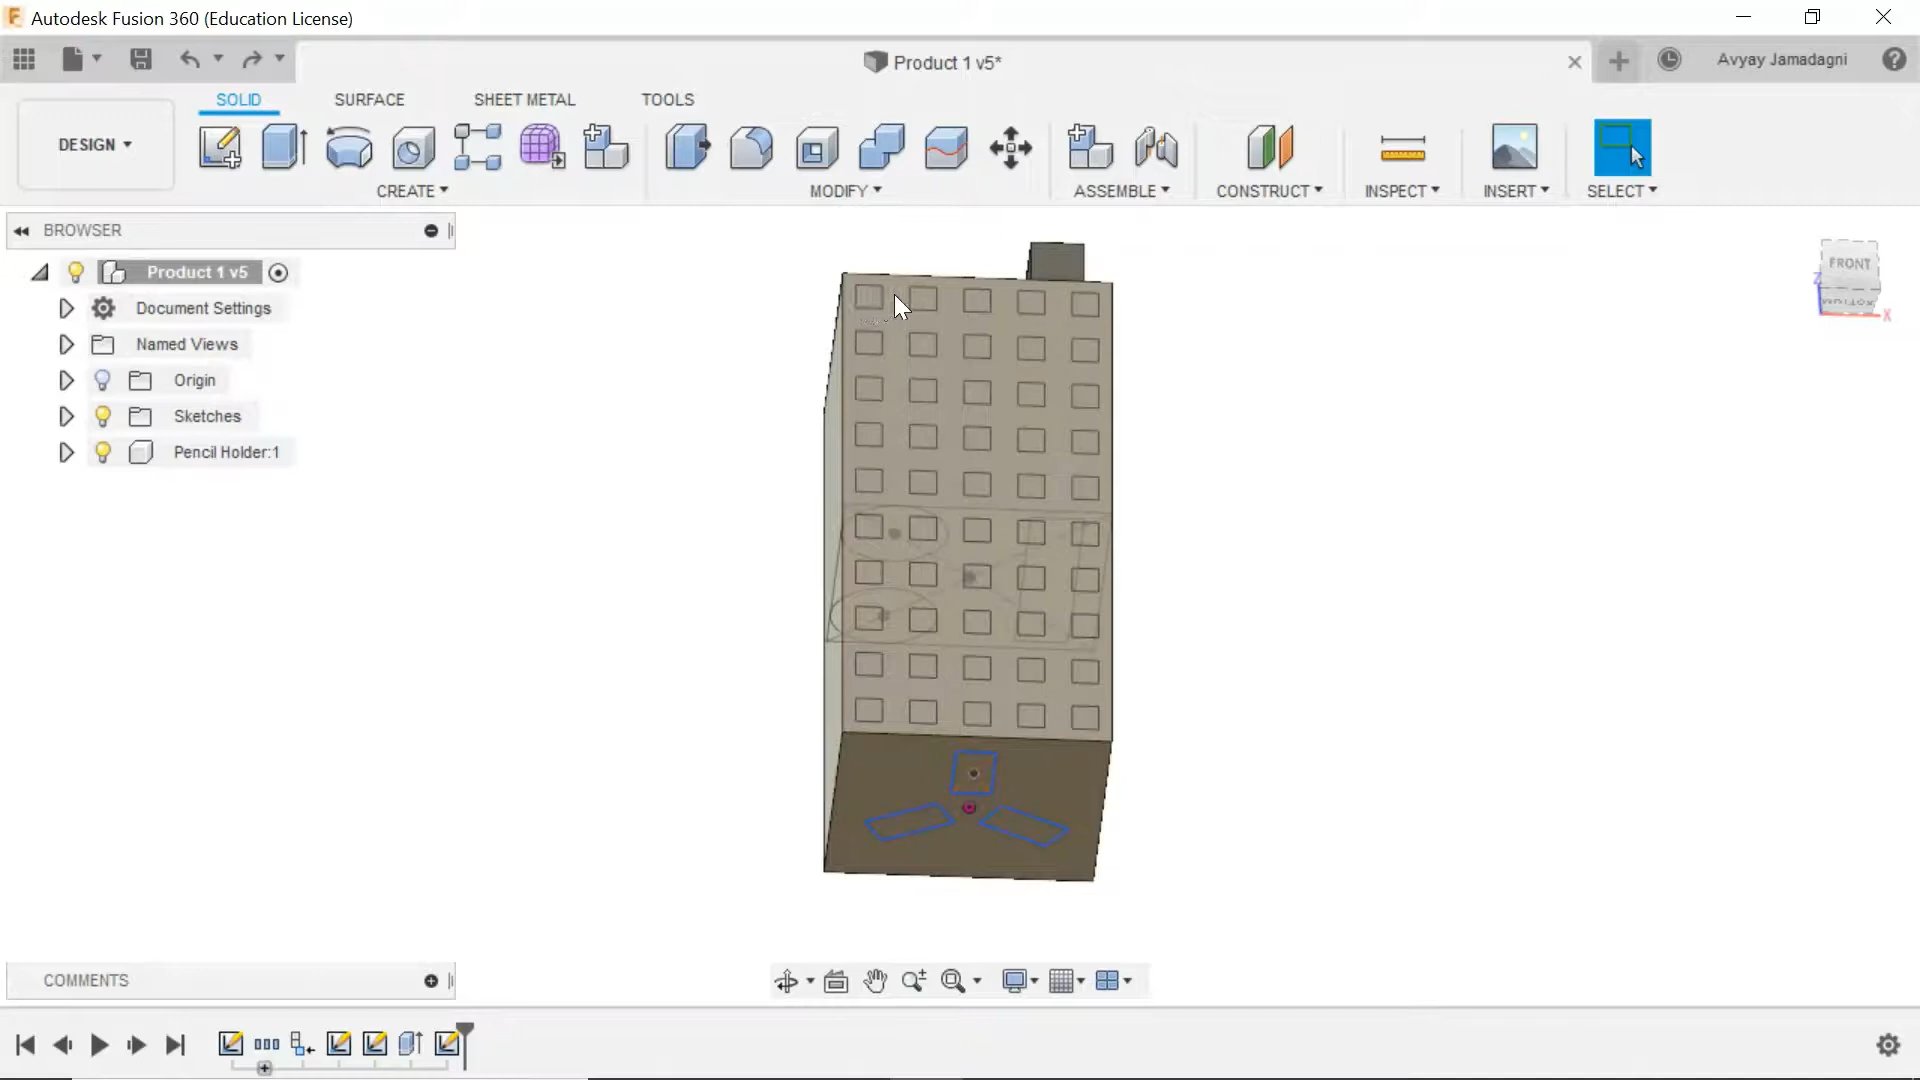 Autodesk Fusion 360 (Education License)
Product 1 v5*
Avyay Jamadagni
DESIGN
SOLID
SURFACE
SHEET METAL
TOOLS
CREATE
MODIFY
ASSEMBLE
CONSTRUCT
INSPECT
INSERT
SELECT
BROWSER
Product 1 v5
Document Settings
Named Views
Origin
Sketches
Pencil Holder:1
FRONT
BOTTOM
Z
X
COMMENTS